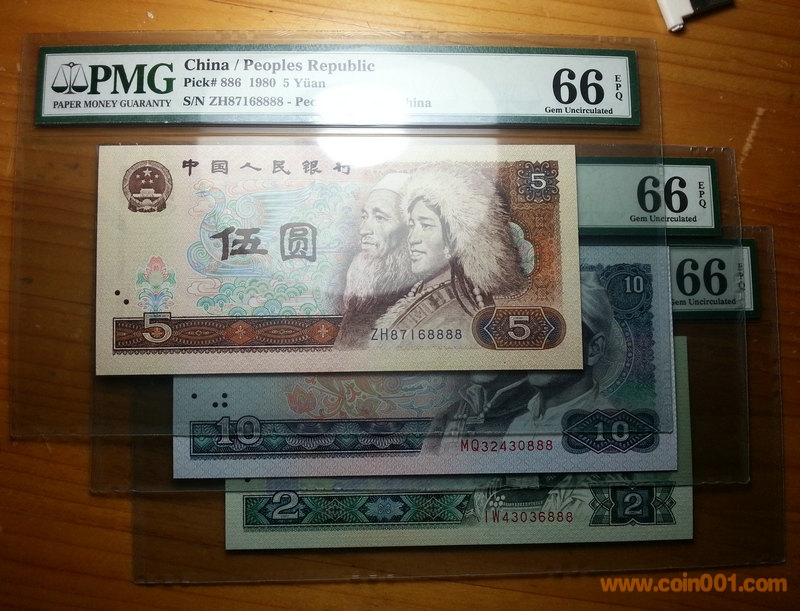 PMG
PAPER MONEY GUARANTY
China / Peoples Republic
Pick# 886 1980 5 Yüan
S/N ZH87168888 - China
66 EPQ
Gem Uncirculated
中国人民银行
5
伍圆
5
ZH87168888
5
66 EPQ
Gem Uncirculated
10
10
MQ32430888
10
66
Gem Uncirculated
2
IW43036888
2
www.coin001.com